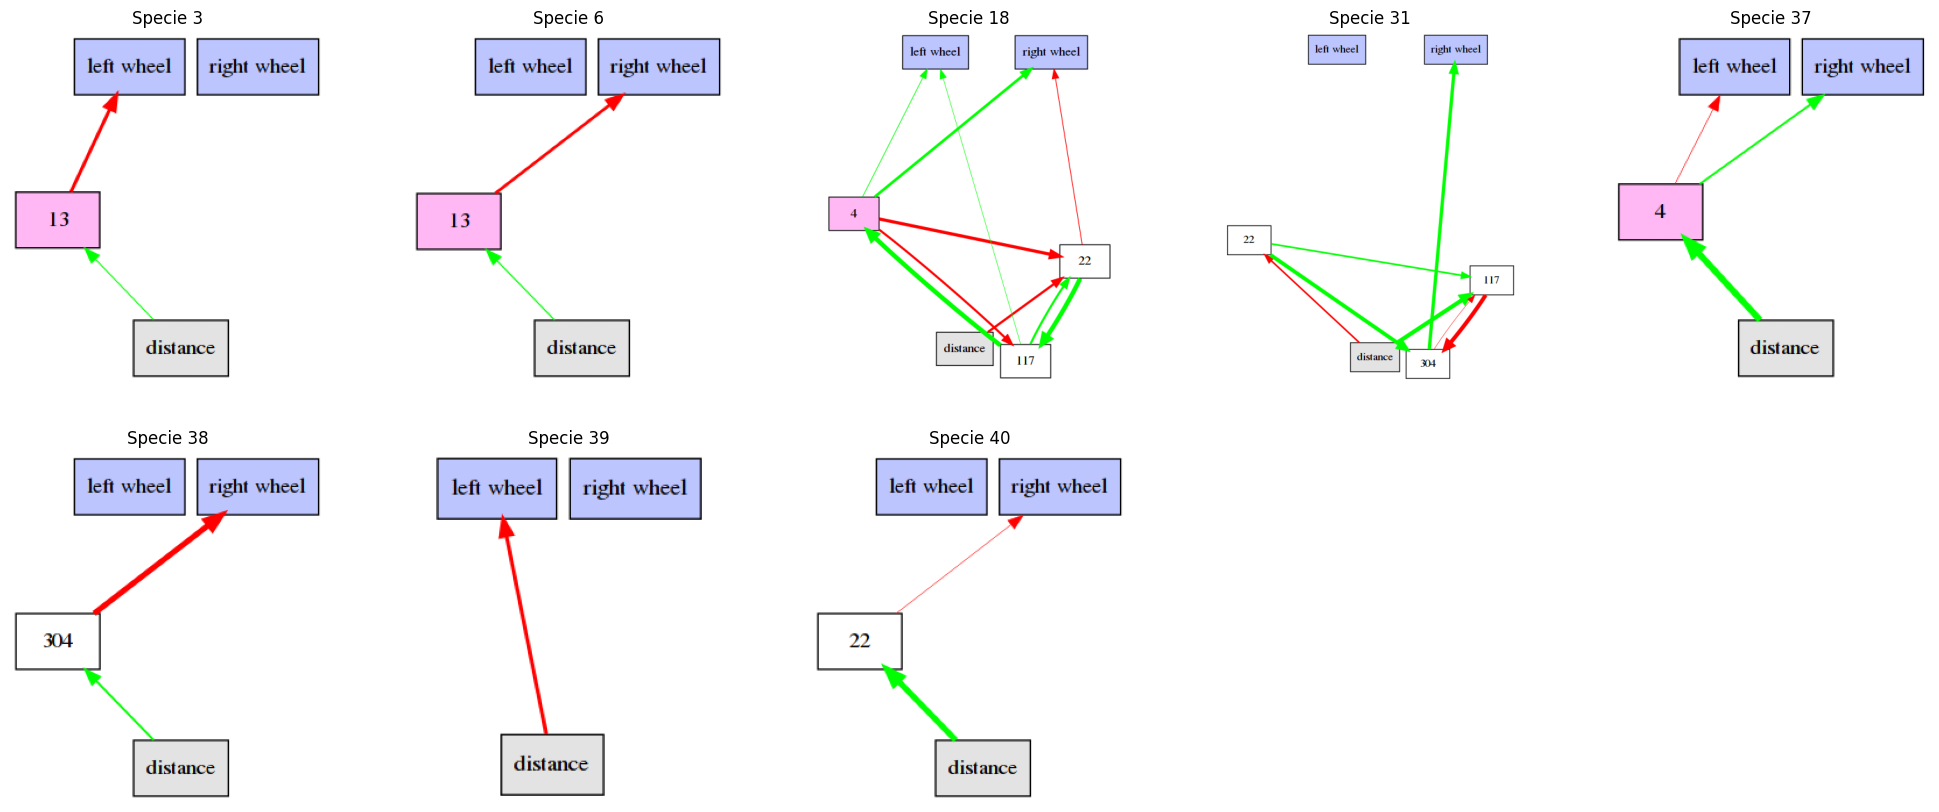 Specie 3
left wheel
right wheel
13
distance
Specie 6
left wheel
right wheel
13
distance
Specie 18
left wheel
right wheel
4
22
distance
117
Specie 31
left wheel
right wheel
22
117
distance
304
Specie 37
left wheel
right wheel
4
distance
Specie 38
left wheel
right wheel
304
distance
Specie 39
left wheel
right wheel
distance
Specie 40
left wheel
right wheel
22
distance